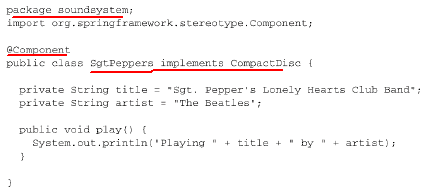 package soundsystem;
import org.springframework.stereotype.Component;
@Component
public class SgtPeppers implements CompactDisc {
private String title = "Sgt. Pepper's Lonely Hearts Club Band";
private String artist = "The Beatles";
public void play() {
System.out.println("Playing " + title + " by " + artist);
}
}